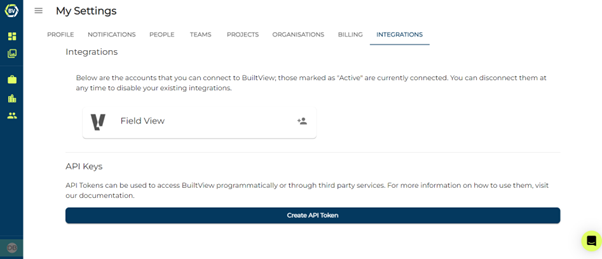 BV
My Settings
PROFILE NOTIFICATIONS PEOPLE TEAMS PROJECTS ORGANISATIONS BILLING INTEGRATIONS
Integrations
Below are the accounts that you can connect to BuiltView; those marked as "Active" are currently connected. You can disconnect them at
any time to disable your existing integrations.
Field View
API Keys
API Tokens can be used to access BuiltView programmatically or through third party services. For more information on how to use them, visit
our documentation.
Create API Token